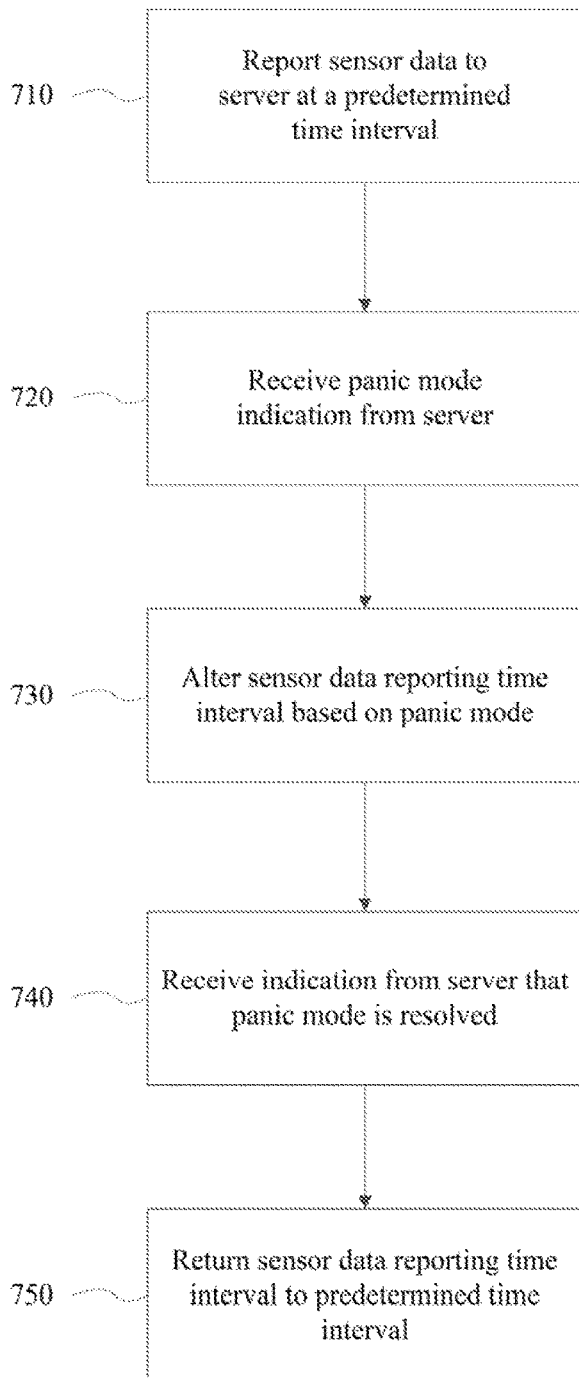 710
Report sensor data to
server at a predetermined
time interval
720
Receive panic mode
indication from server
730
Alter sensor data reporting time
interval based on panic mode
740
Receive indication from server that
panic mode is resolved
750
Return sensor data reporting time
interval to predetermined time
interval